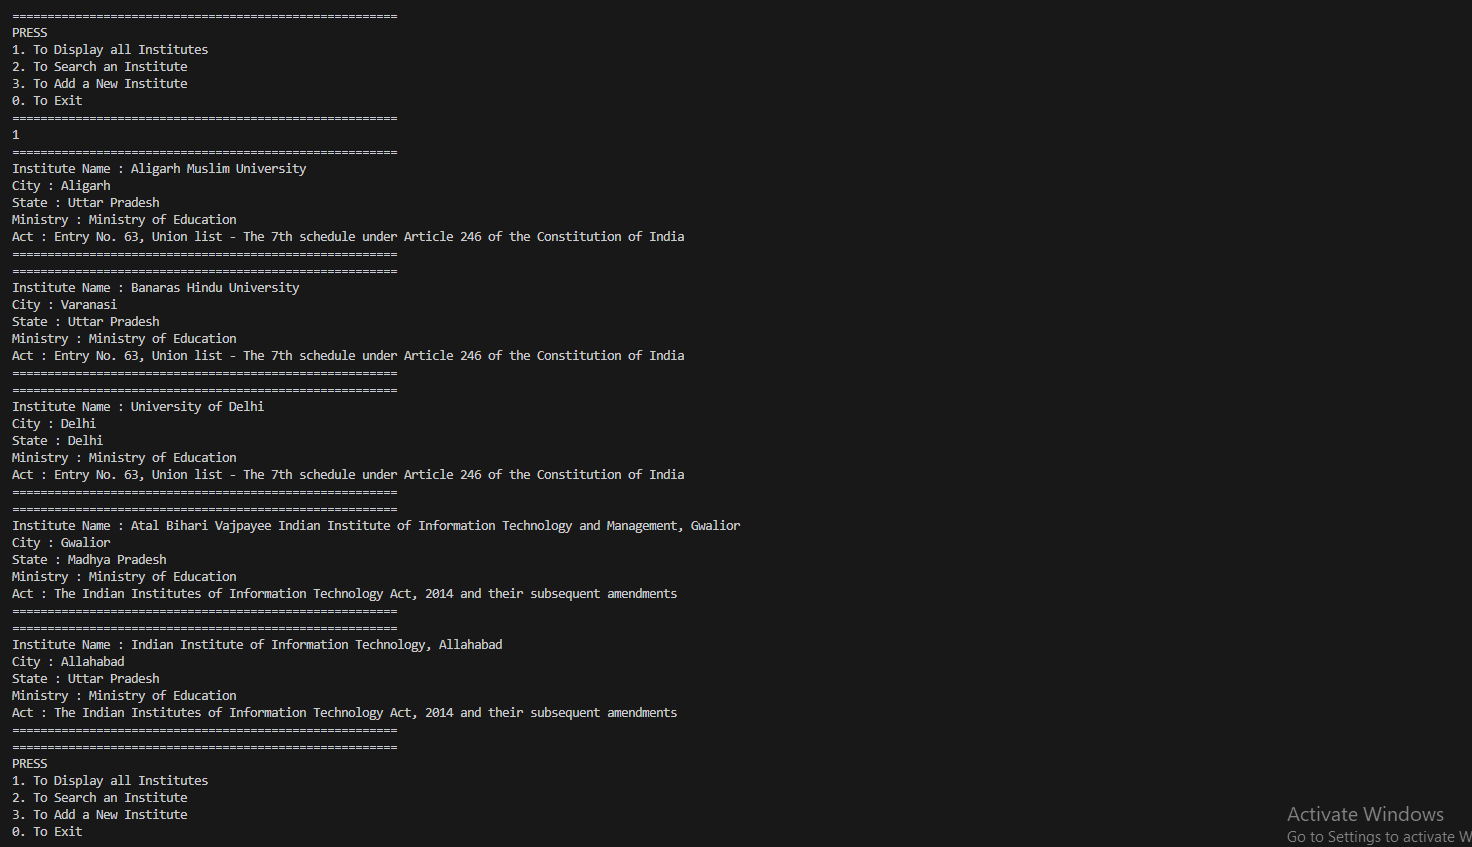 =======================================================
PRESS
1. To Display all Institutes
2. To Search an Institute
3. To Add a New Institute
0. To Exit
=======================================================
1
=======================================================
Institute Name : Aligarh Muslim University
City : Aligarh
State : Uttar Pradesh
Ministry : Ministry of Education
Act : Entry No. 63, Union list - The 7th schedule under Article 246 of the Constitution of India
=======================================================
=======================================================
Institute Name : Banaras Hindu University
City : Varanasi
State : Uttar Pradesh
Ministry : Ministry of Education
Act : Entry No. 63, Union list - The 7th schedule under Article 246 of the Constitution of India
=======================================================
=======================================================
Institute Name : University of Delhi
City : Delhi
State : Delhi
Ministry : Ministry of Education
Act : Entry No. 63, Union list - The 7th schedule under Article 246 of the Constitution of India
=======================================================
=======================================================
Institute Name : Atal Bihari Vajpayee Indian Institute of Information Technology and Management, Gwalior
City : Gwalior
State : Madhya Pradesh
Ministry : Ministry of Education
Act : The Indian Institutes of Information Technology Act, 2014 and their subsequent amendments
=======================================================
=======================================================
Institute Name : Indian Institute of Information Technology, Allahabad
City : Allahabad
State : Uttar Pradesh
Ministry : Ministry of Education
Act : The Indian Institutes of Information Technology Act, 2014 and their subsequent amendments
=======================================================
=======================================================
PRESS
1. To Display all Institutes
2. To Search an Institute
3. To Add a New Institute
0. To Exit
Activate Windows
Go to Settings to activate W